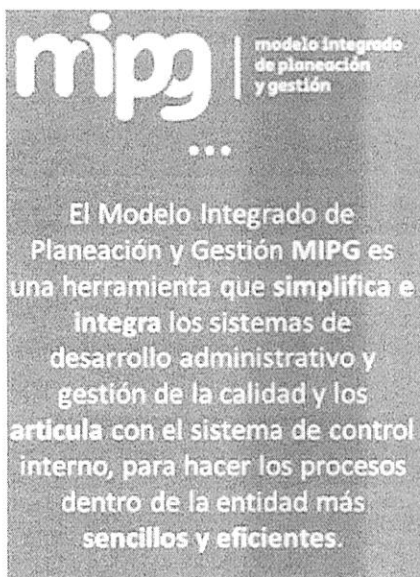 mipg
modelo integrado
de planeación
y gestión
El Modelo Integrado de
Planeación y Gestión MIPG es
una herramienta que simplifica e
integra los sistemas de
desarrollo administrativo y
gestión de la calidad y los
articula con el sistema de control
interno, para hacer los procesos
dentro de la entidad más
sencillos y eficientes.